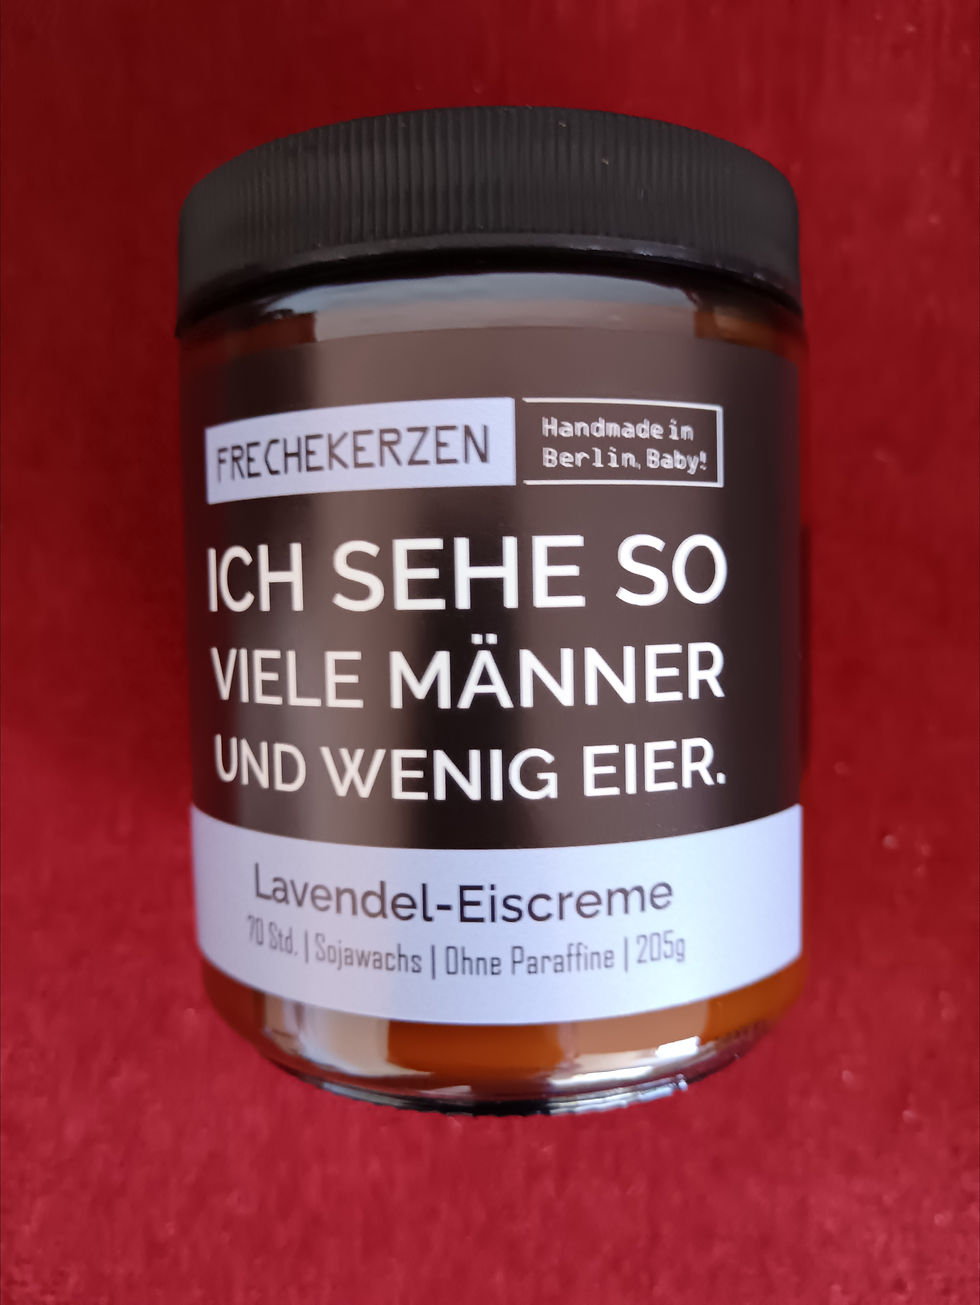 FRECHEKERZEN
Handmade in
Berlin, Baby!
ICH SEHE SO
VIELE MÄNNER
UND WENIG EIER.
Lavendel-Eiscreme
70 Std. | Sojawachs | Ohne Paraffine | 205g